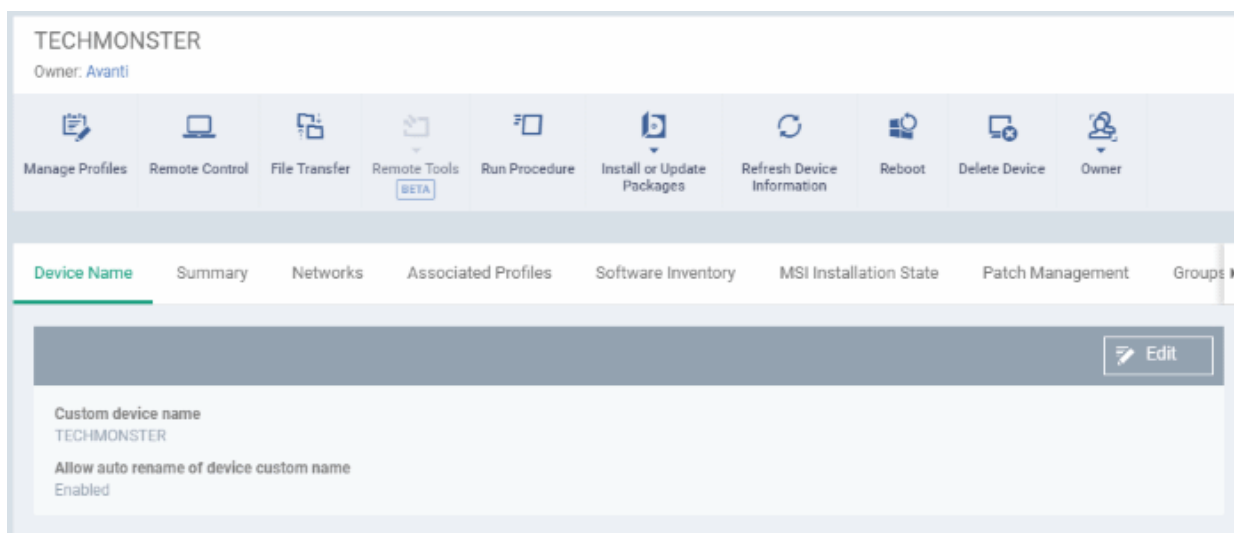 TECHMONSTER
Owner: Avanti
Manage Profiles
Remote Control
File Transfer
Remote Tools
BETA
Run Procedure
Install or Update
Packages
Refresh Device
Information
Reboot
Delete Device
Owner
Device Name
Summary
Networks
Associated Profiles
Software Inventory
MSI Installation State
Patch Management
Groups
Edit
Custom device name
TECHMONSTER
Allow auto rename of device custom name
Enabled